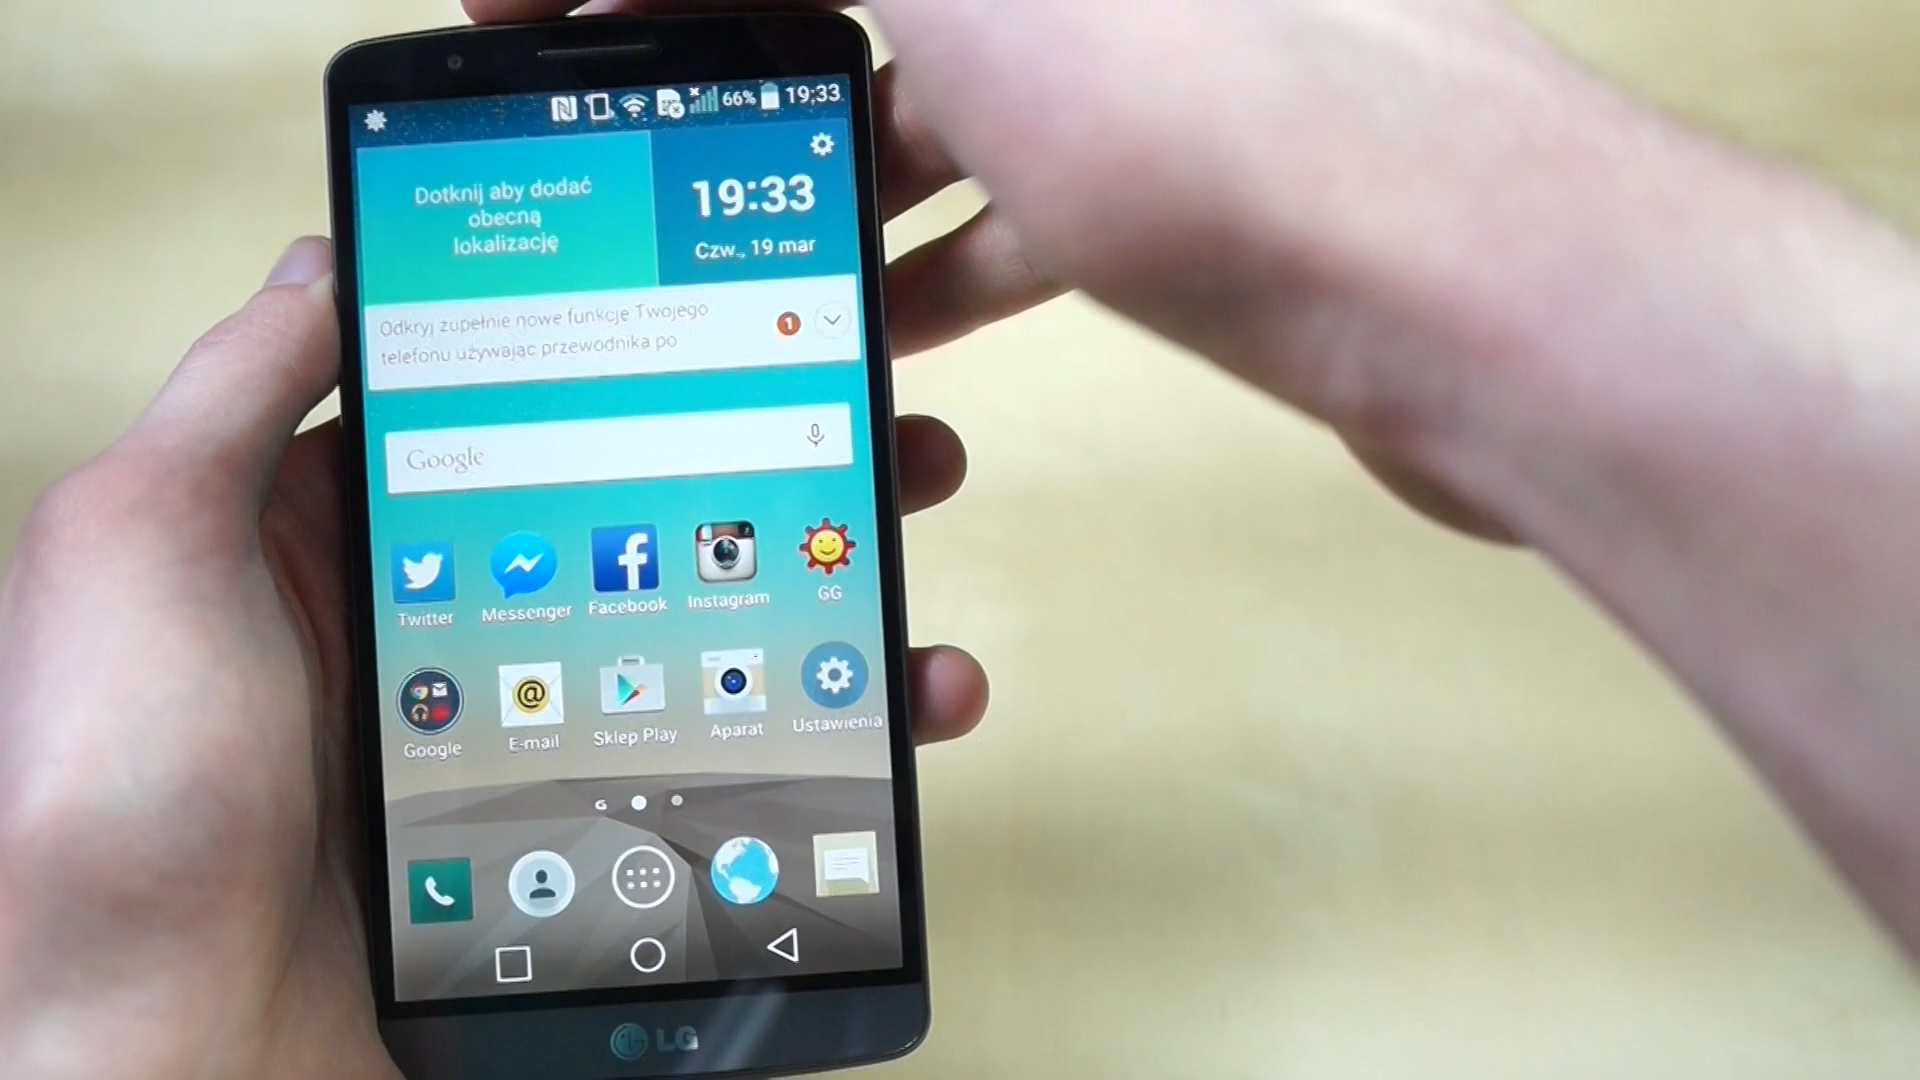 66% 19:33
Dotknij aby dodać
obecną
lokalizację
19:33
Czw., 19 mar
Odkryj zupełnie nowe funkcje Twojego
telefonu używając przewodnika po
1
Google
Twitter Messenger Facebook Instagram GG
Google E-mail Sklep Play Aparat Ustawienia
LG